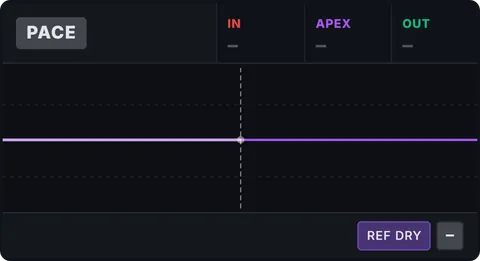 PACE
IN
APEX
OUT
–
–
–
REF DRY
–